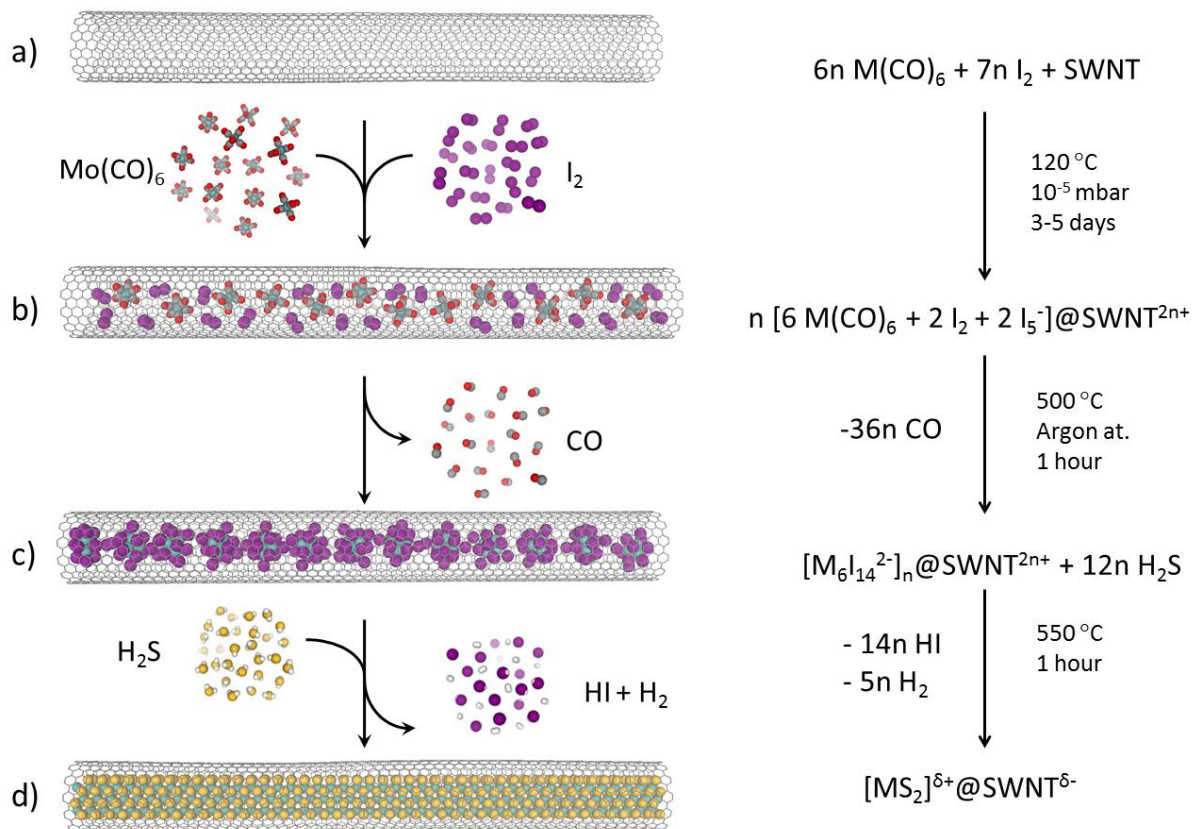 a)
Mo(CO)₆
I₂
b)
CO
c)
H₂S
HI + H₂
d)
6n M(CO)₆ + 7n I₂ + SWNT
120 °C
10⁻⁵ mbar
3-5 days
n [6 M(CO)₆ + 2 I₂ + 2 I₅⁻]@SWNT²ⁿ⁺
-36n CO
500 °C
Argon at.
1 hour
[M₆I₁₄²⁻]ₙ@SWNT²ⁿ⁺ + 12n H₂S
- 14n HI
- 5n H₂
550 °C
1 hour
[MS₂]ᵟ⁺@SWNTᵟ⁻